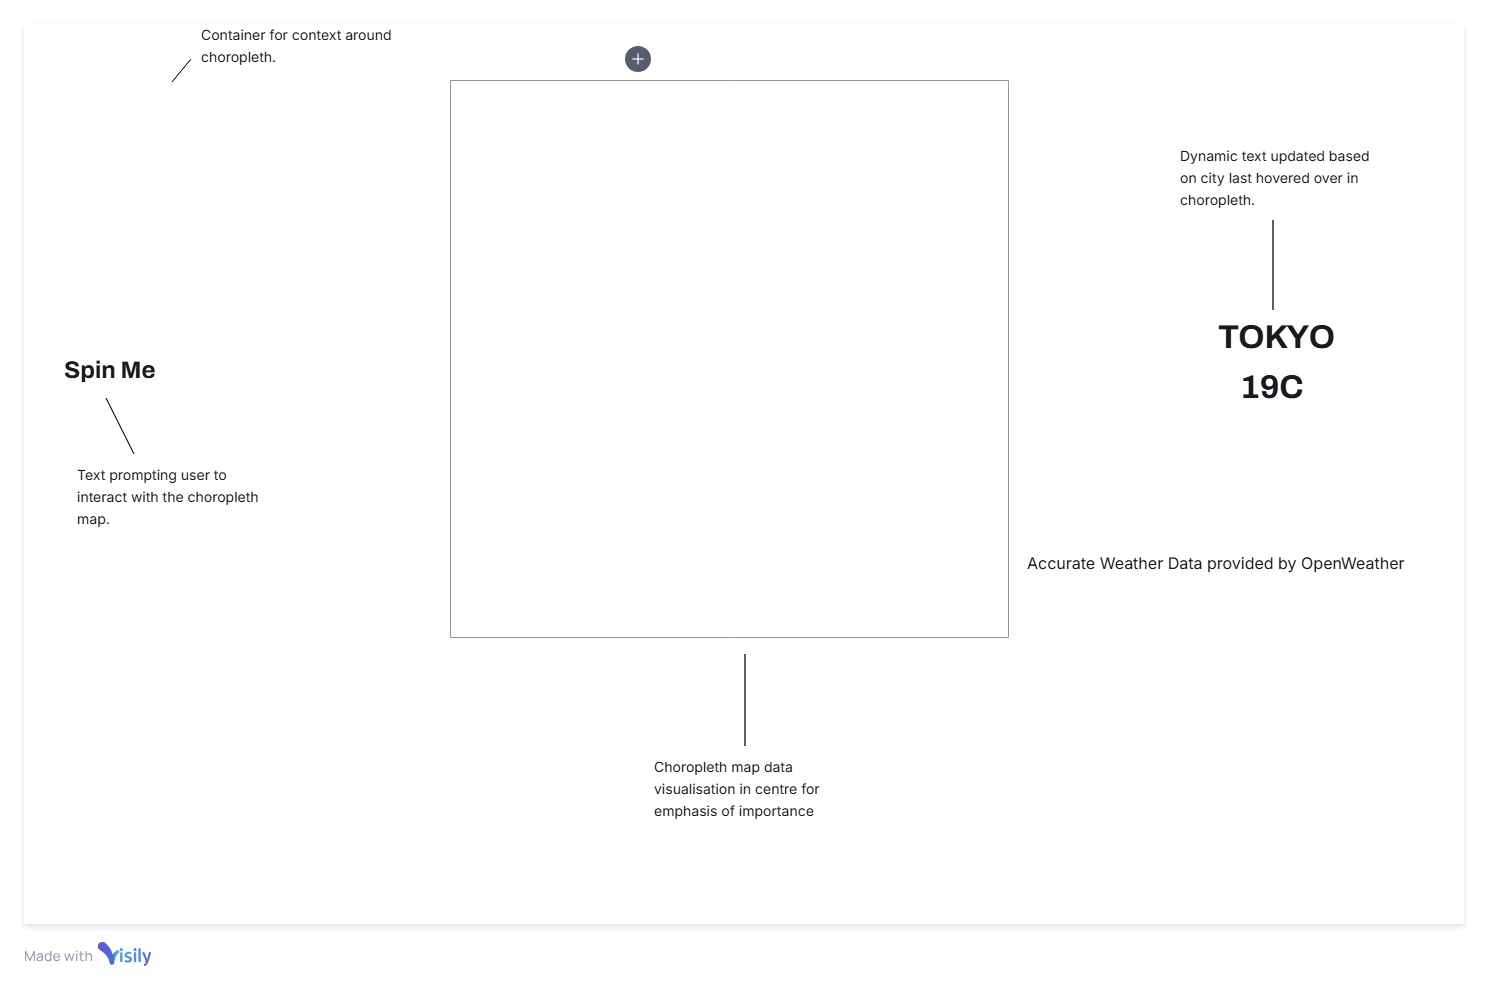 Container for context around
choropleth.
Dynamic text updated based
on city last hovered over in
choropleth.
TOKYO
19C
Spin Me
Text prompting user to
interact with the choropleth
map.
Accurate Weather Data provided by OpenWeather
Choropleth map data
visualisation in centre for
emphasis of importance
Made with Visily